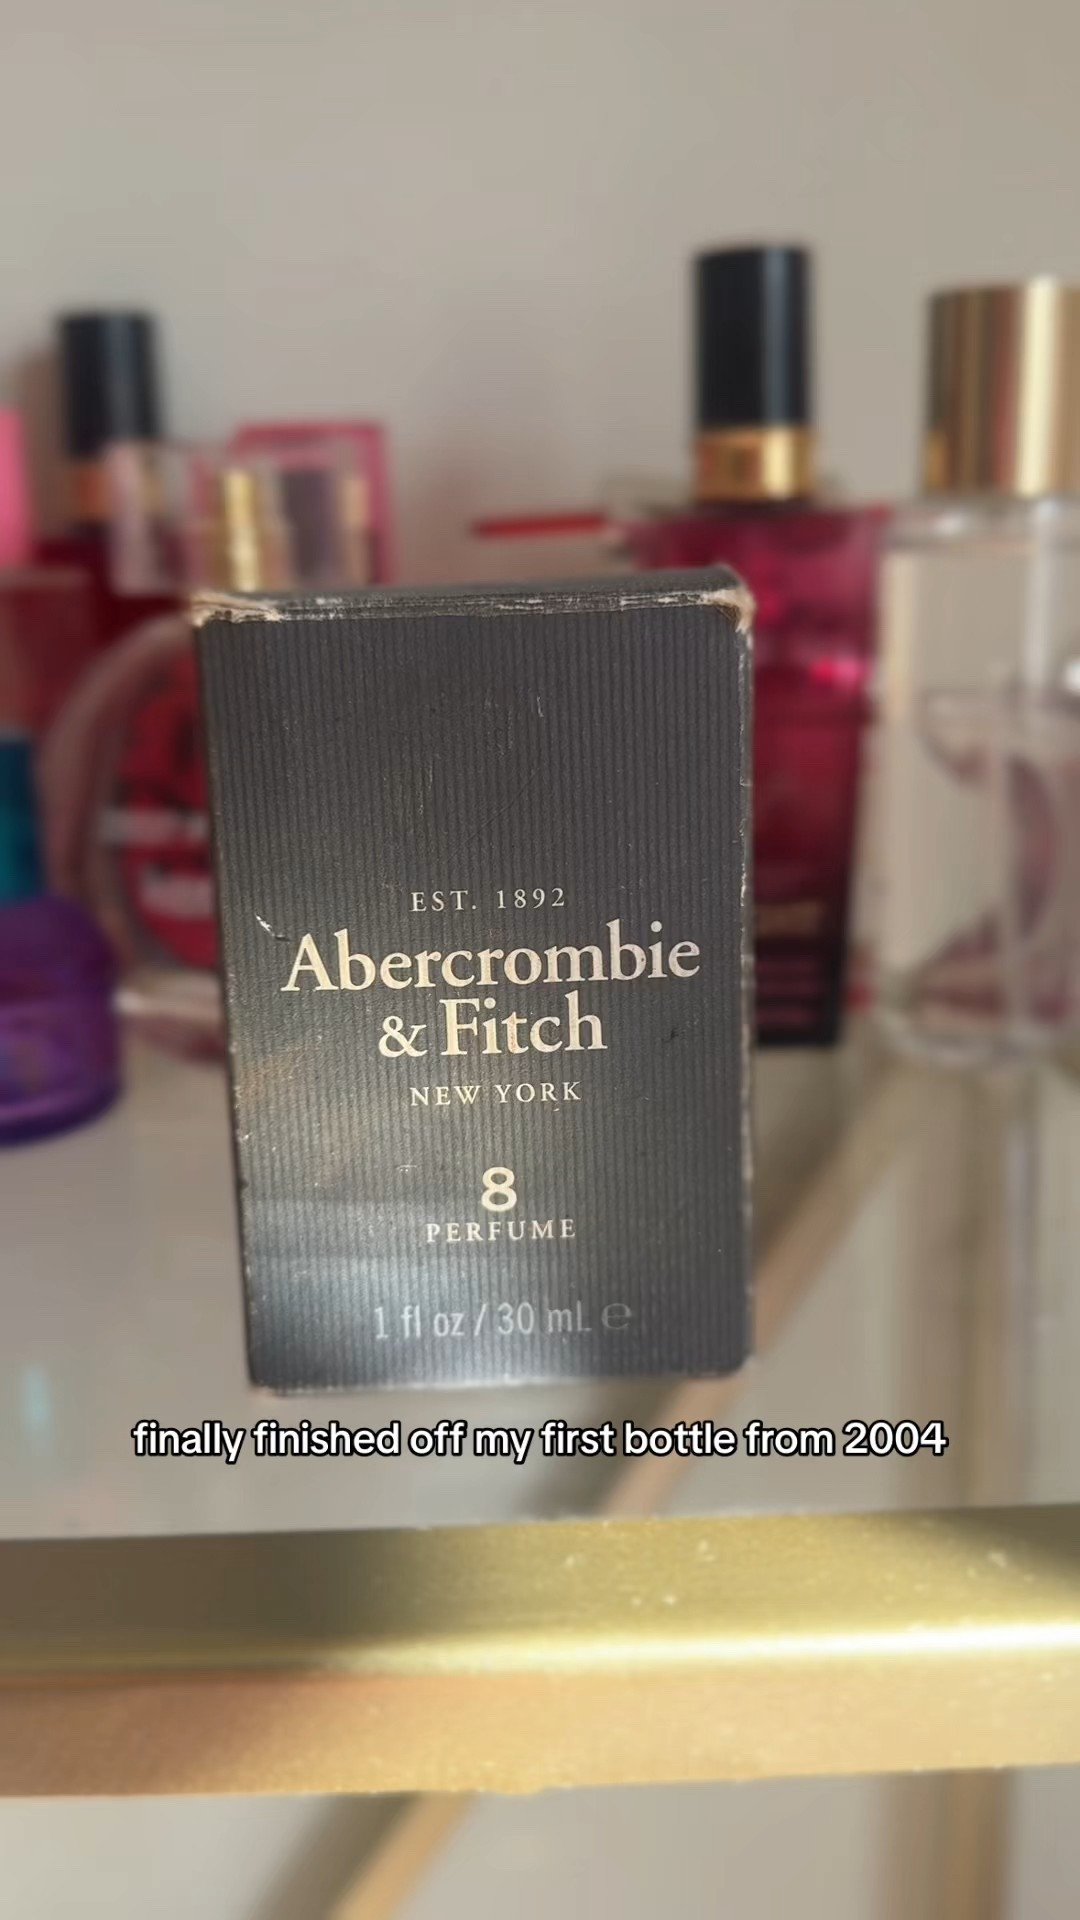 EST. 1892
Abercrombie
& Fitch
NEW YORK
8
PERFUME
1 fl oz / 30 mL ℮
finally finished off my first bottle from 2004